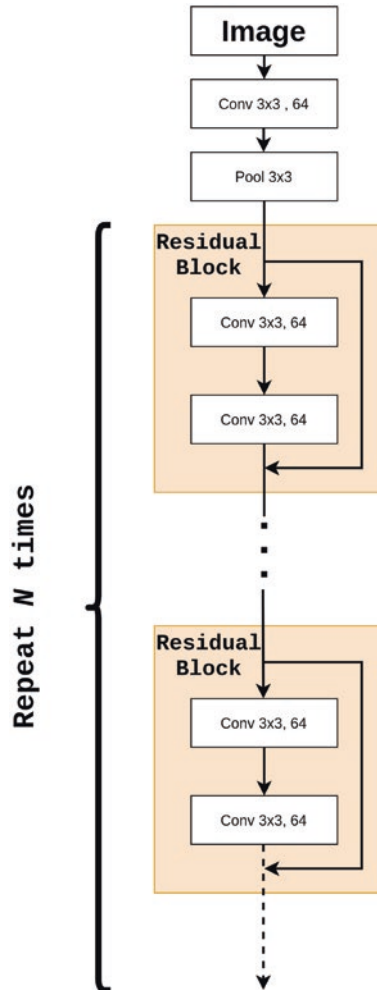 Image
Conv 3x3 , 64
Pool 3x3
Residual
Block
Conv 3x3, 64
Conv 3x3, 64
Repeat N times
Residual
Block
Conv 3x3, 64
Conv 3x3, 64